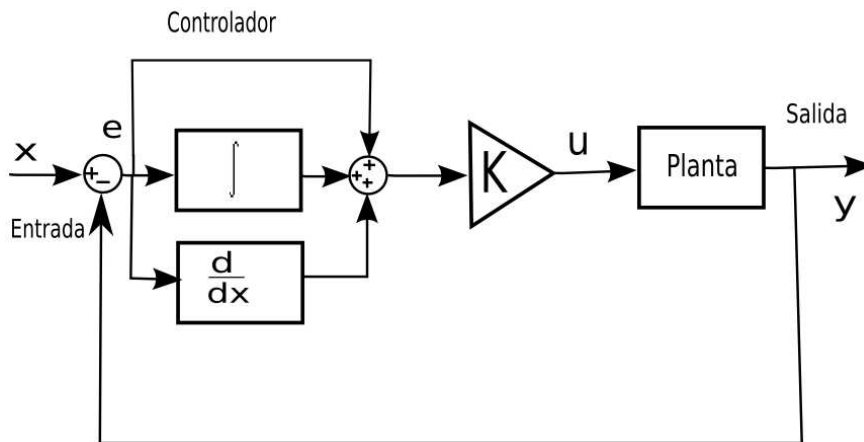 Controlador
e
x
+
−
Entrada
∫
d
dx
+
+
+
K
u
Planta
Salida
y